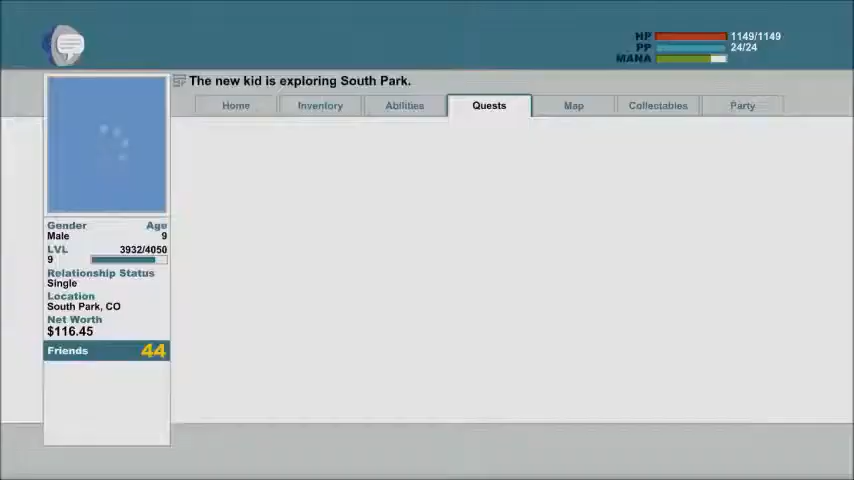 HP 1149/1149
PP 24/24
MANA
The new kid is exploring South Park.
Home Inventory Abilities Quests Map Collectables Party
Gender Age
Male 9
LVL 3932/4050
9
Relationship Status
Single
Location
South Park, CO
Net Worth
$116.45
Friends 44